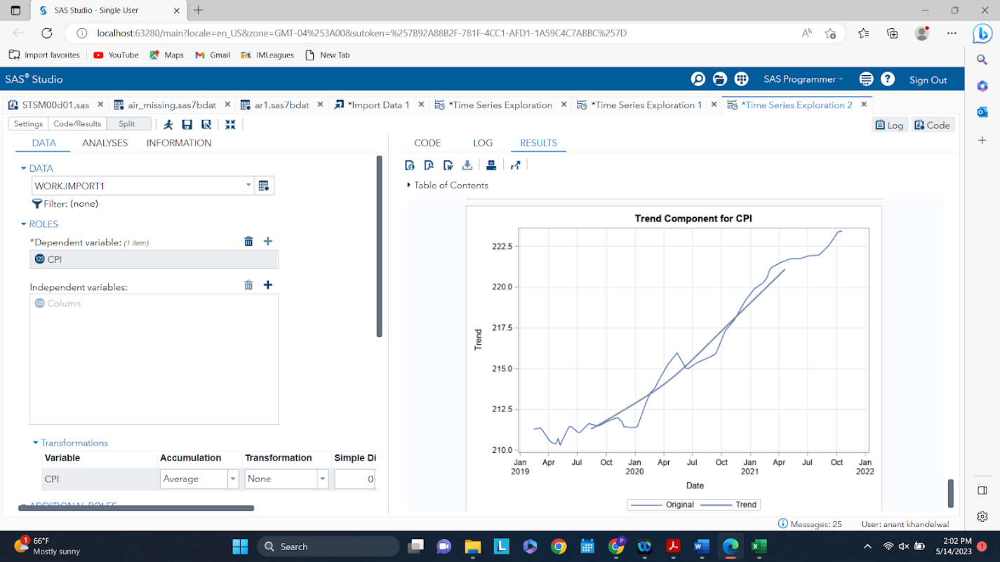 SAS Studio - Single User
localhost:63280/main?locale=en_US&zone=GMT-04%253A00&sutoken=%257B92A88B2F-781F-4CC1-AFD1-1A59C4C7ABBC%257D
Import favorites YouTube Maps Gmail IMLeagues New Tab
SAS® Studio SAS Programmer Sign Out
STSM00d01.sas air_missing.sas7bdat ar1.sas7bdat *Import Data 1 *Time Series Exploration *Time Series Exploration 1 *Time Series Exploration 2
Settings Code/Results Split Log Code
DATA ANALYSES INFORMATION CODE LOG RESULTS
DATA
WORK.IMPORT1
Filter: (none)
Table of Contents
ROLES
*Dependent variable: (1 item)
123 CPI
Independent variables:
123 Column
Transformations
Variable Accumulation Transformation Simple Di
CPI Average None 0
ADDITIONAL ROLES
Trend Component for CPI
222.5
220.0
217.5
215.0
212.5
210.0
Trend
Jan Apr Jul Oct Jan Apr Jul Oct Jan Apr Jul Oct Jan
2019 2020 2021 2022
Date
Original Trend
Messages: 25 User: anant khandelwal
1 66°F
Mostly sunny
Search
P
2:02 PM
5/14/2023
1